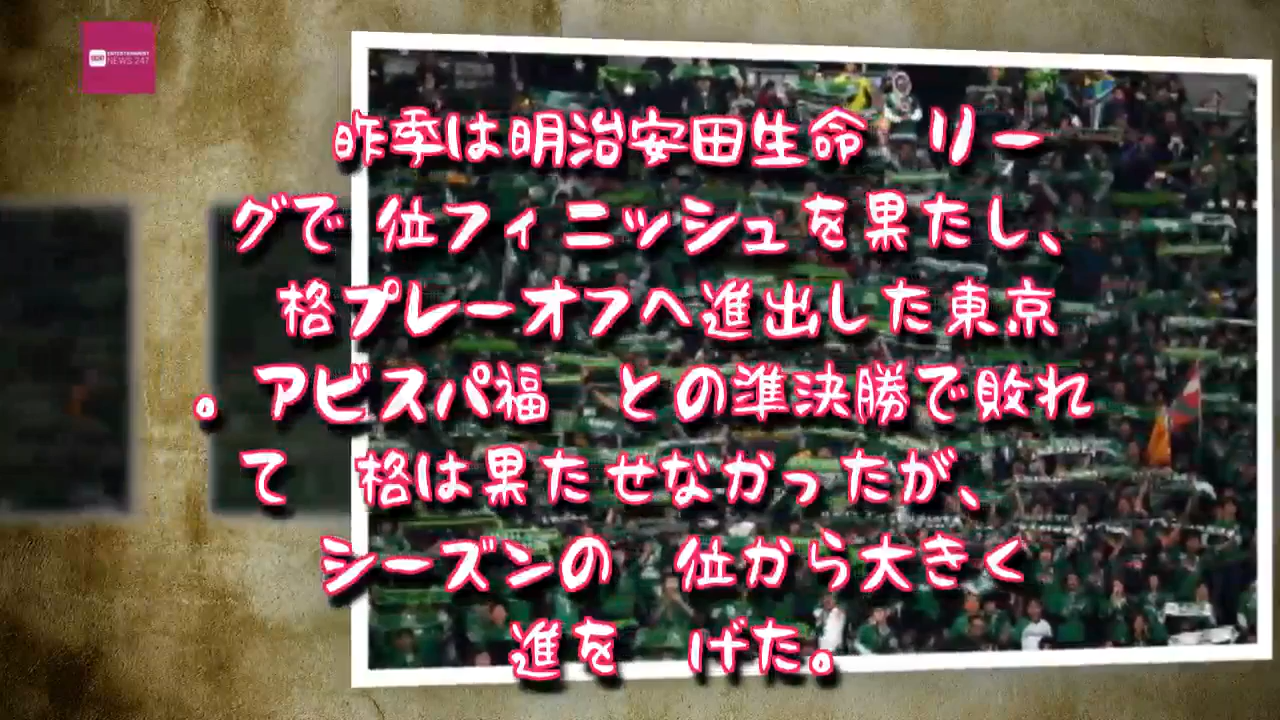 ENTERTAINMENT
NEWS 247
昨季は明治安田生命　リー
グで 位フィニッシュを果たし、
格プレーオフへ進出した東京
。アビスパ福　との準決勝で敗れ
て　格は果たせなかったが、
シーズンの　位から大きく
進を　げた。